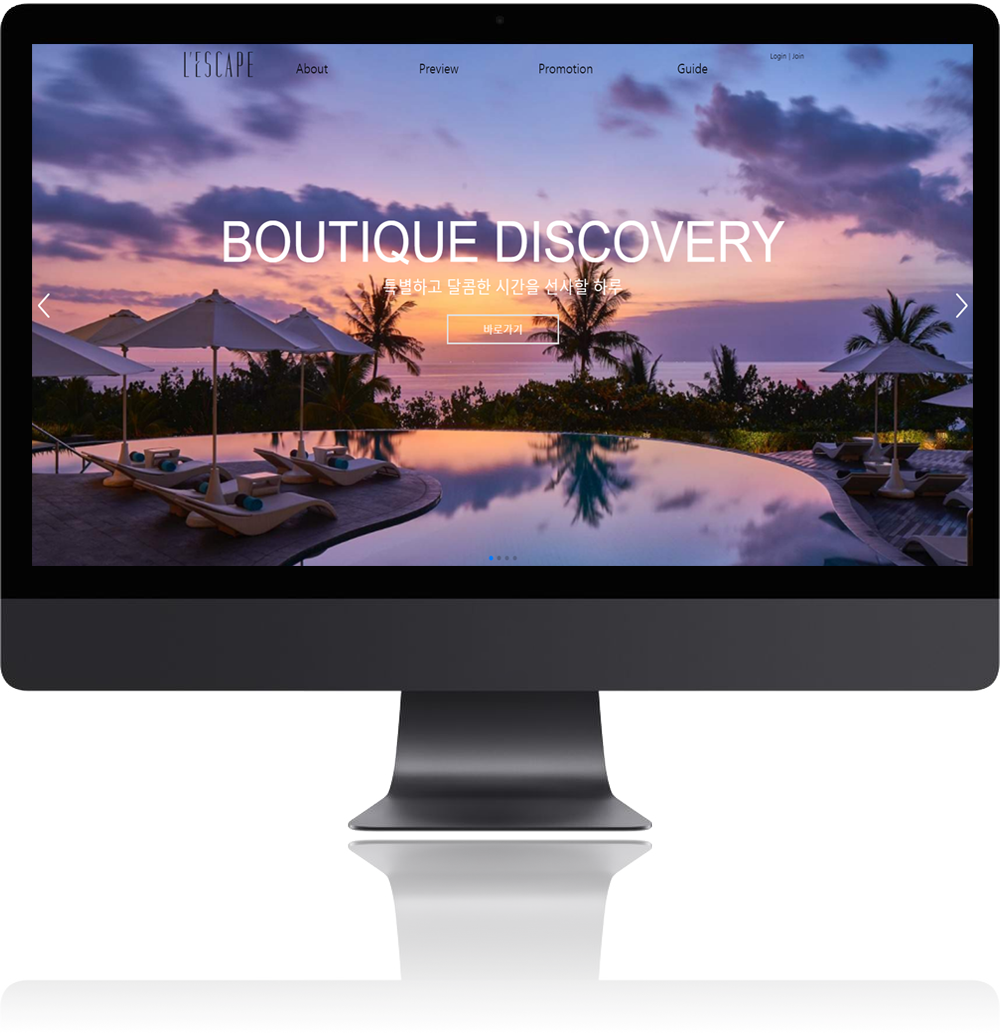 L'ESCAPE
About
Preview
Promotion
Guide
Login | Join
BOUTIQUE DISCOVERY
특별하고 달콤한 시간을 선사할 하루
바로가기